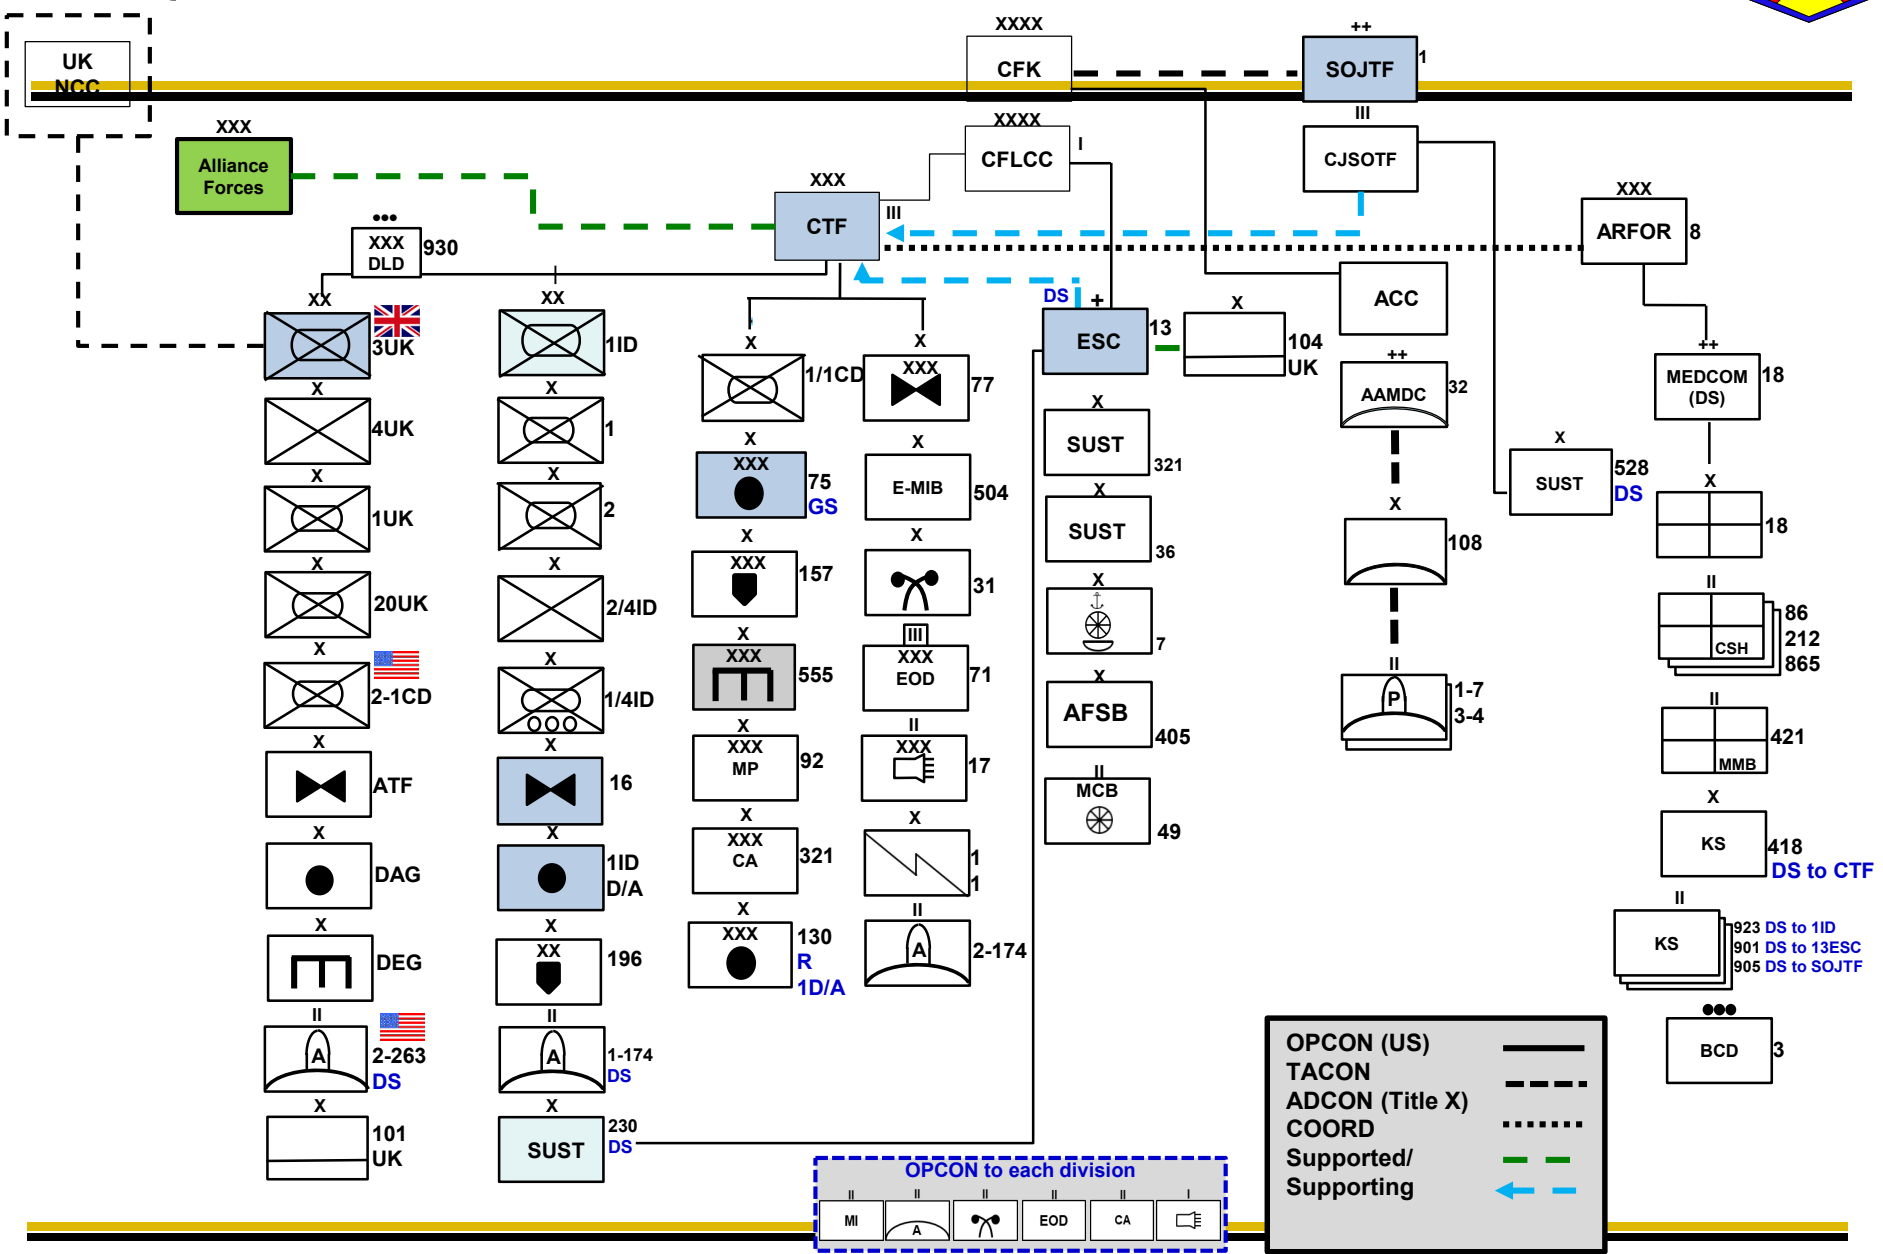 UK
NCC
XXXX
CFK
++
SOJTF
1
XXX
Alliance
Forces
XXXX
CFLCC
I
III
CJSOTF
XXX
CTF
III
XXX
ARFOR
8
XXX
DLD
930
XX
3UK
X
4UK
X
1UK
X
20UK
X
2-1CD
X
ATF
X
DAG
X
DEG
II
A
2-263
DS
X
101
UK
I
XX
1ID
X
1
X
2
X
2/4ID
X
1/4ID
X
16
X
1ID
D/A
X
XX
196
II
A
1-174
DS
X
SUST
230
DS
X
1/1CD
X
XXX
75
GS
X
XXX
157
X
XXX
555
X
XXX
MP
92
X
XXX
CA
321
X
XXX
130
R
1D/A
X
XXX
77
X
E-MIB
504
X
31
III
XXX
EOD
71
II
XXX
17
X
1
1
II
A
2-174
DS
+
ESC
13
X
104
UK
X
SUST
321
X
SUST
36
X
7
X
AFSB
405
II
MCB
49
ACC
++
AAMDC
32
X
108
II
P
1-7
3-4
X
SUST
528
DS
++
MEDCOM
(DS)
18
X
18
II
CSH
86
212
865
II
MMB
421
X
KS
418
DS to CTF
II
KS
923 DS to 1ID
901 DS to 13ESC
905 DS to SOJTF
BCD
3
OPCON (US)
TACON
ADCON (Title X)
COORD
Supported/
Supporting
OPCON to each division
II
MI
II
A
II
II
EOD
II
CA
I